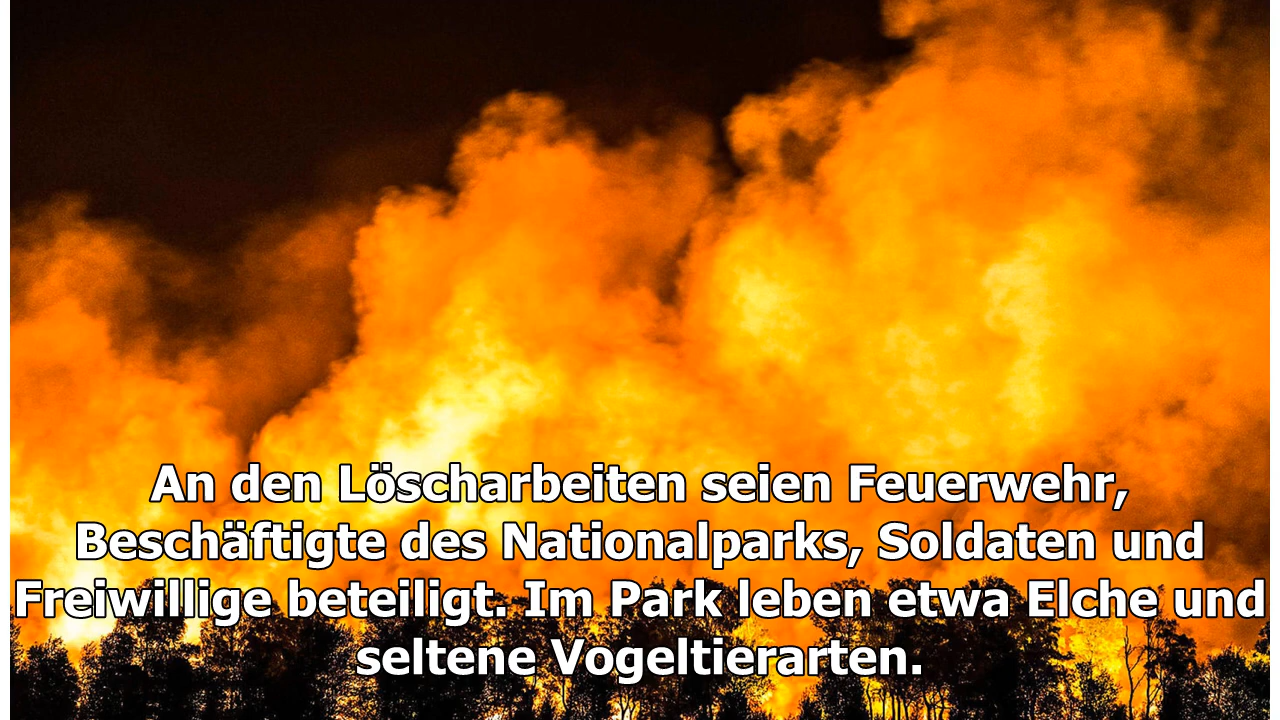 An den Löscharbeiten seien Feuerwehr,
Beschäftigte des Nationalparks, Soldaten und
Freiwillige beteiligt. Im Park leben etwa Elche und
seltene Vogeltierarten.